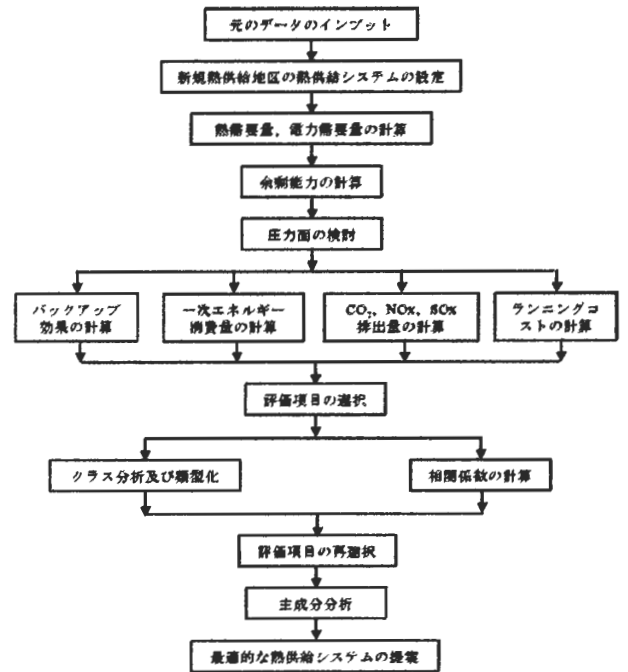 元のデータのインプット
新規熱供給地区の熱供給システムの設定
熱需要量，電力需要量の計算
余剰能力の計算
圧力面の検討
バックアップ
効果の計算
一次エネルギー
消費量の計算
CO₂、NOx、SOx
排出量の計算
ランニングコ
ストの計算
評価項目の選択
クラス分析及び類型化
相関係数の計算
評価項目の再選択
主成分分析
最適的な熱供給システムの提案